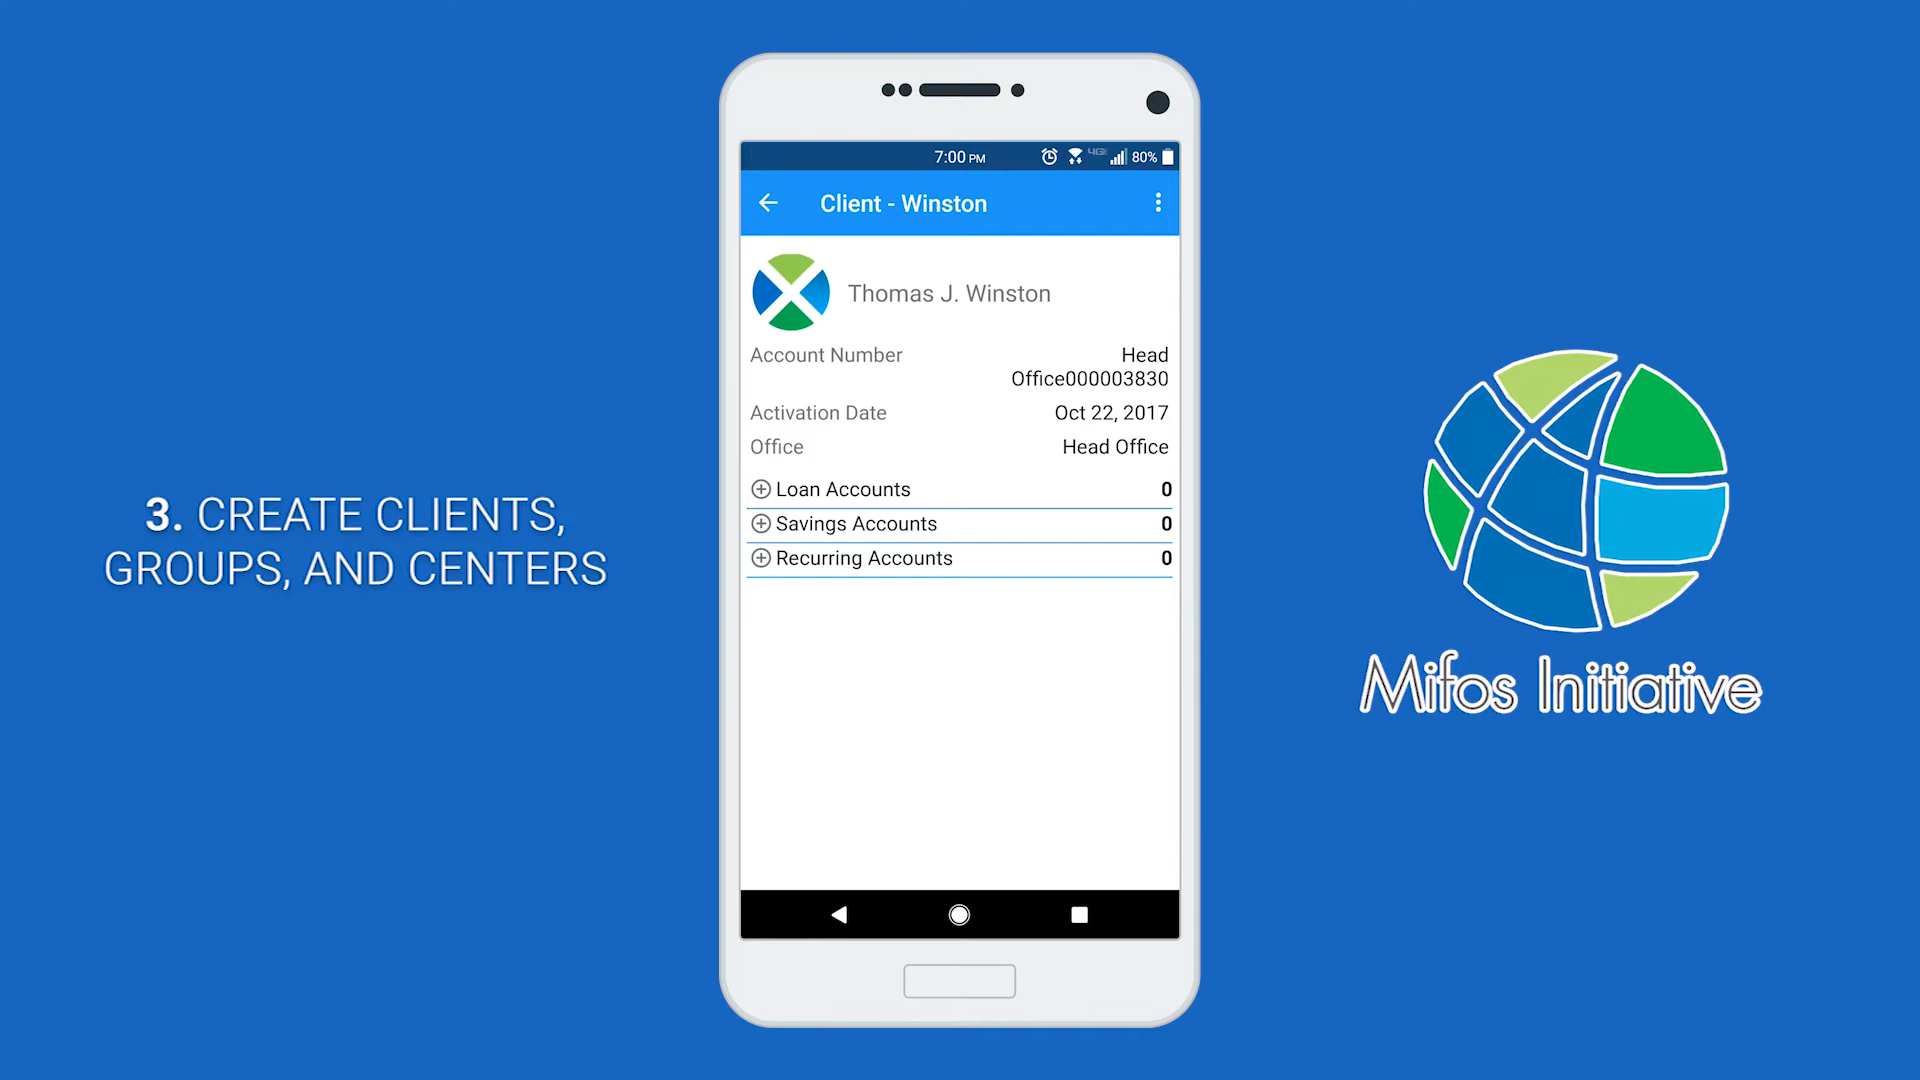 3. CREATE CLIENTS,
GROUPS, AND CENTERS
7:00 PM
4G
80%
Client - Winston
Thomas J. Winston
Account Number
Head
Office000003830
Activation Date
Oct 22, 2017
Office
Head Office
Loan Accounts
0
Savings Accounts
0
Recurring Accounts
0
Mifos Initiative